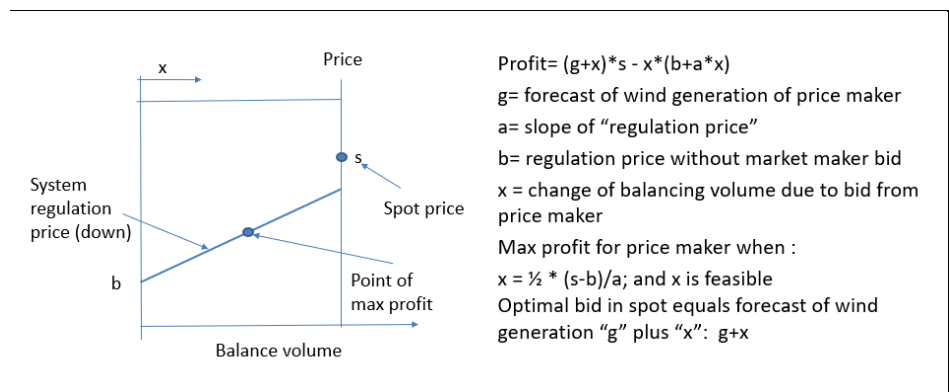 x
Price
s
System
regulation
price (down)
Spot price
b
Point of
max profit
Balance volume
Profit= (g+x)*s - x*(b+a*x)
g= forecast of wind generation of price maker
a= slope of “regulation price”
b= regulation price without market maker bid
x = change of balancing volume due to bid from
price maker
Max profit for price maker when :
x = ½ * (s-b)/a; and x is feasible
Optimal bid in spot equals forecast of wind
generation “g” plus “x”:  g+x